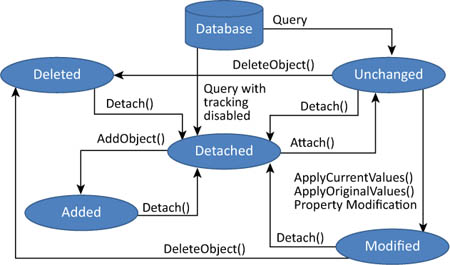 Database
Query
Deleted
DeleteObject()
Unchanged
Detach()
Query with
tracking
disabled
Detach()
AddObject()
Detached
Attach()
ApplyCurrentValues()
ApplyOriginalValues()
Property Modification
Added
Detach()
DeleteObject()
Detach()
Modified